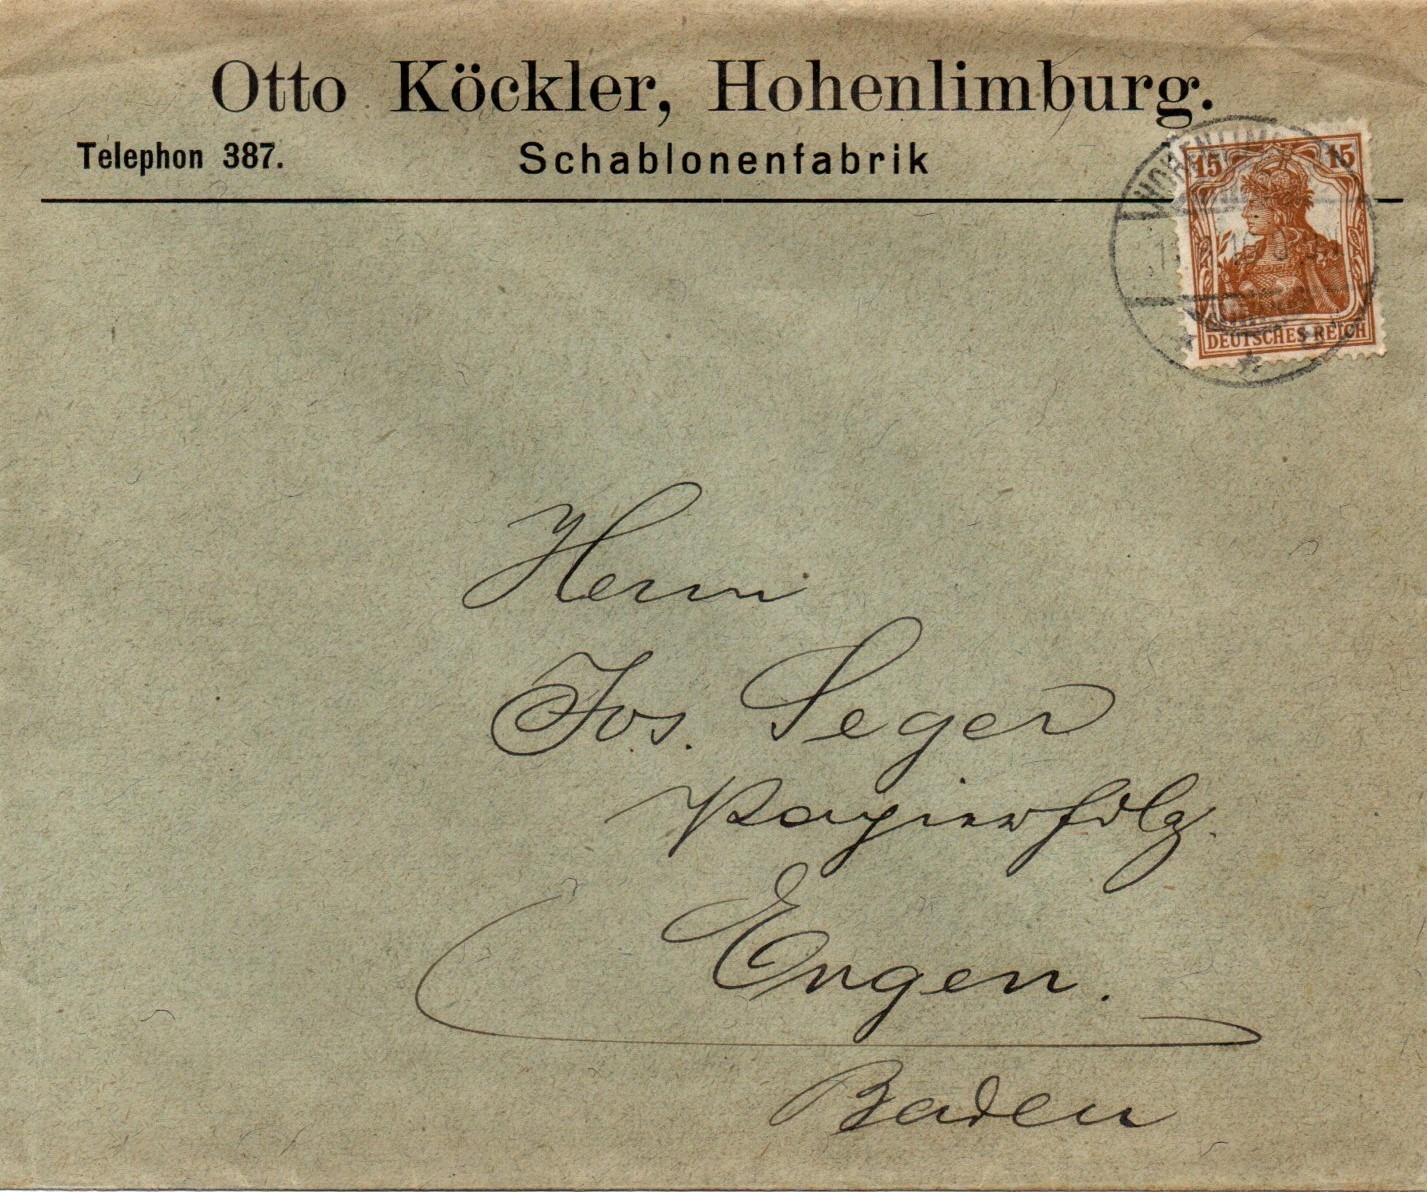 Otto Köckler, Hohenlimburg.
Telephon 387. Schablonenfabrik
15 15
DEUTSCHES REICH
Herrn
Jos. Seger
Engen.
Baden